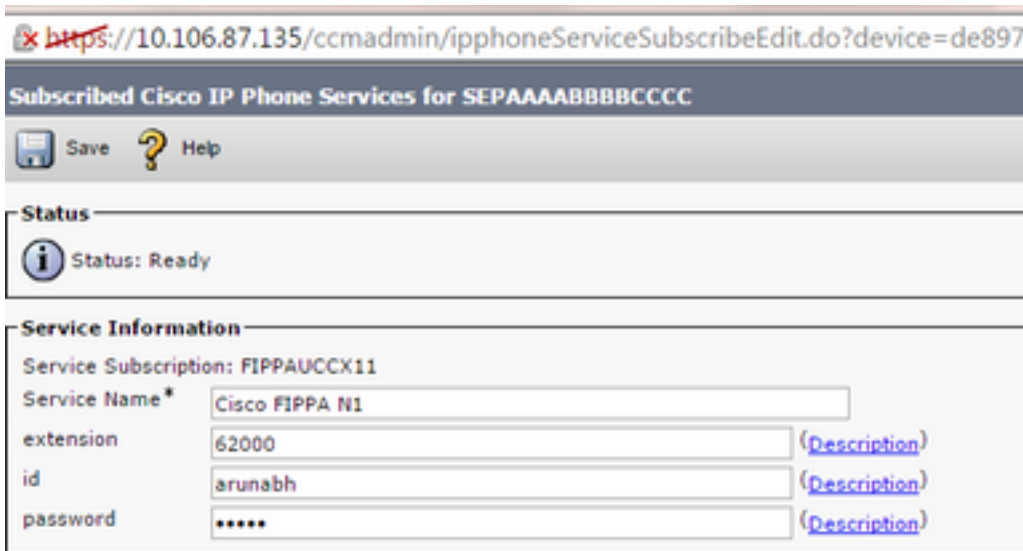 https://10.106.87.135/ccmadmin/ipphoneServiceSubscribeEdit.do?device=de897
Subscribed Cisco IP Phone Services for SEPAAAABBBBCCCC
Save Help
Status
Status: Ready
Service Information
Service Subscription: FIPPAUCCX11
Service Name* Cisco FIPPA N1
extension 62000 (Description)
id arunabh (Description)
password ••••• (Description)